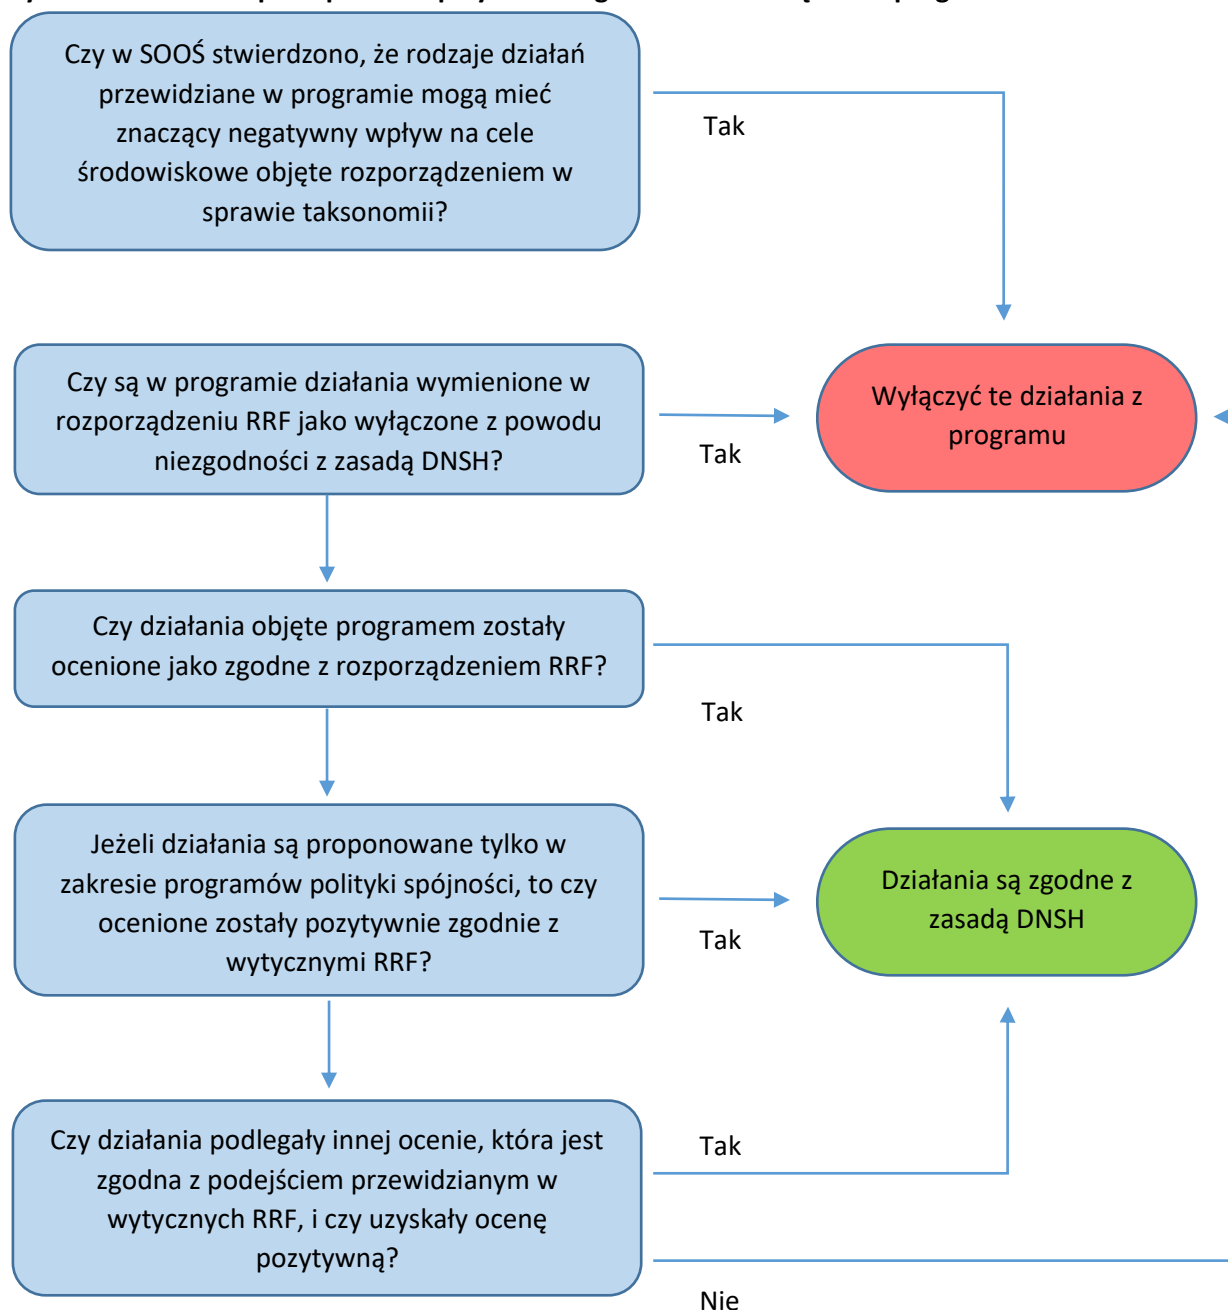 Czy w SOOŚ stwierdzono, że rodzaje działań
przewidziane w programie mogą mieć
znaczący negatywny wpływ na cele
środowiskowe objęte rozporządzeniem w
sprawie taksonomii?
Tak
Czy są w programie działania wymienione w
rozporządzeniu RRF jako wyłączone z powodu
niezgodności z zasadą DNSH?
Tak
Wyłączyć te działania z
programu
Czy działania objęte programem zostały
ocenione jako zgodne z rozporządzeniem RRF?
Tak
Jeżeli działania są proponowane tylko w
zakresie programów polityki spójności, to czy
ocenione zostały pozytywnie zgodnie z
wytycznymi RRF?
Tak
Działania są zgodne z
zasadą DNSH
Czy działania podlegały innej ocenie, która jest
zgodna z podejściem przewidzianym w
wytycznych RRF, i czy uzyskały ocenę
pozytywną?
Tak
Nie